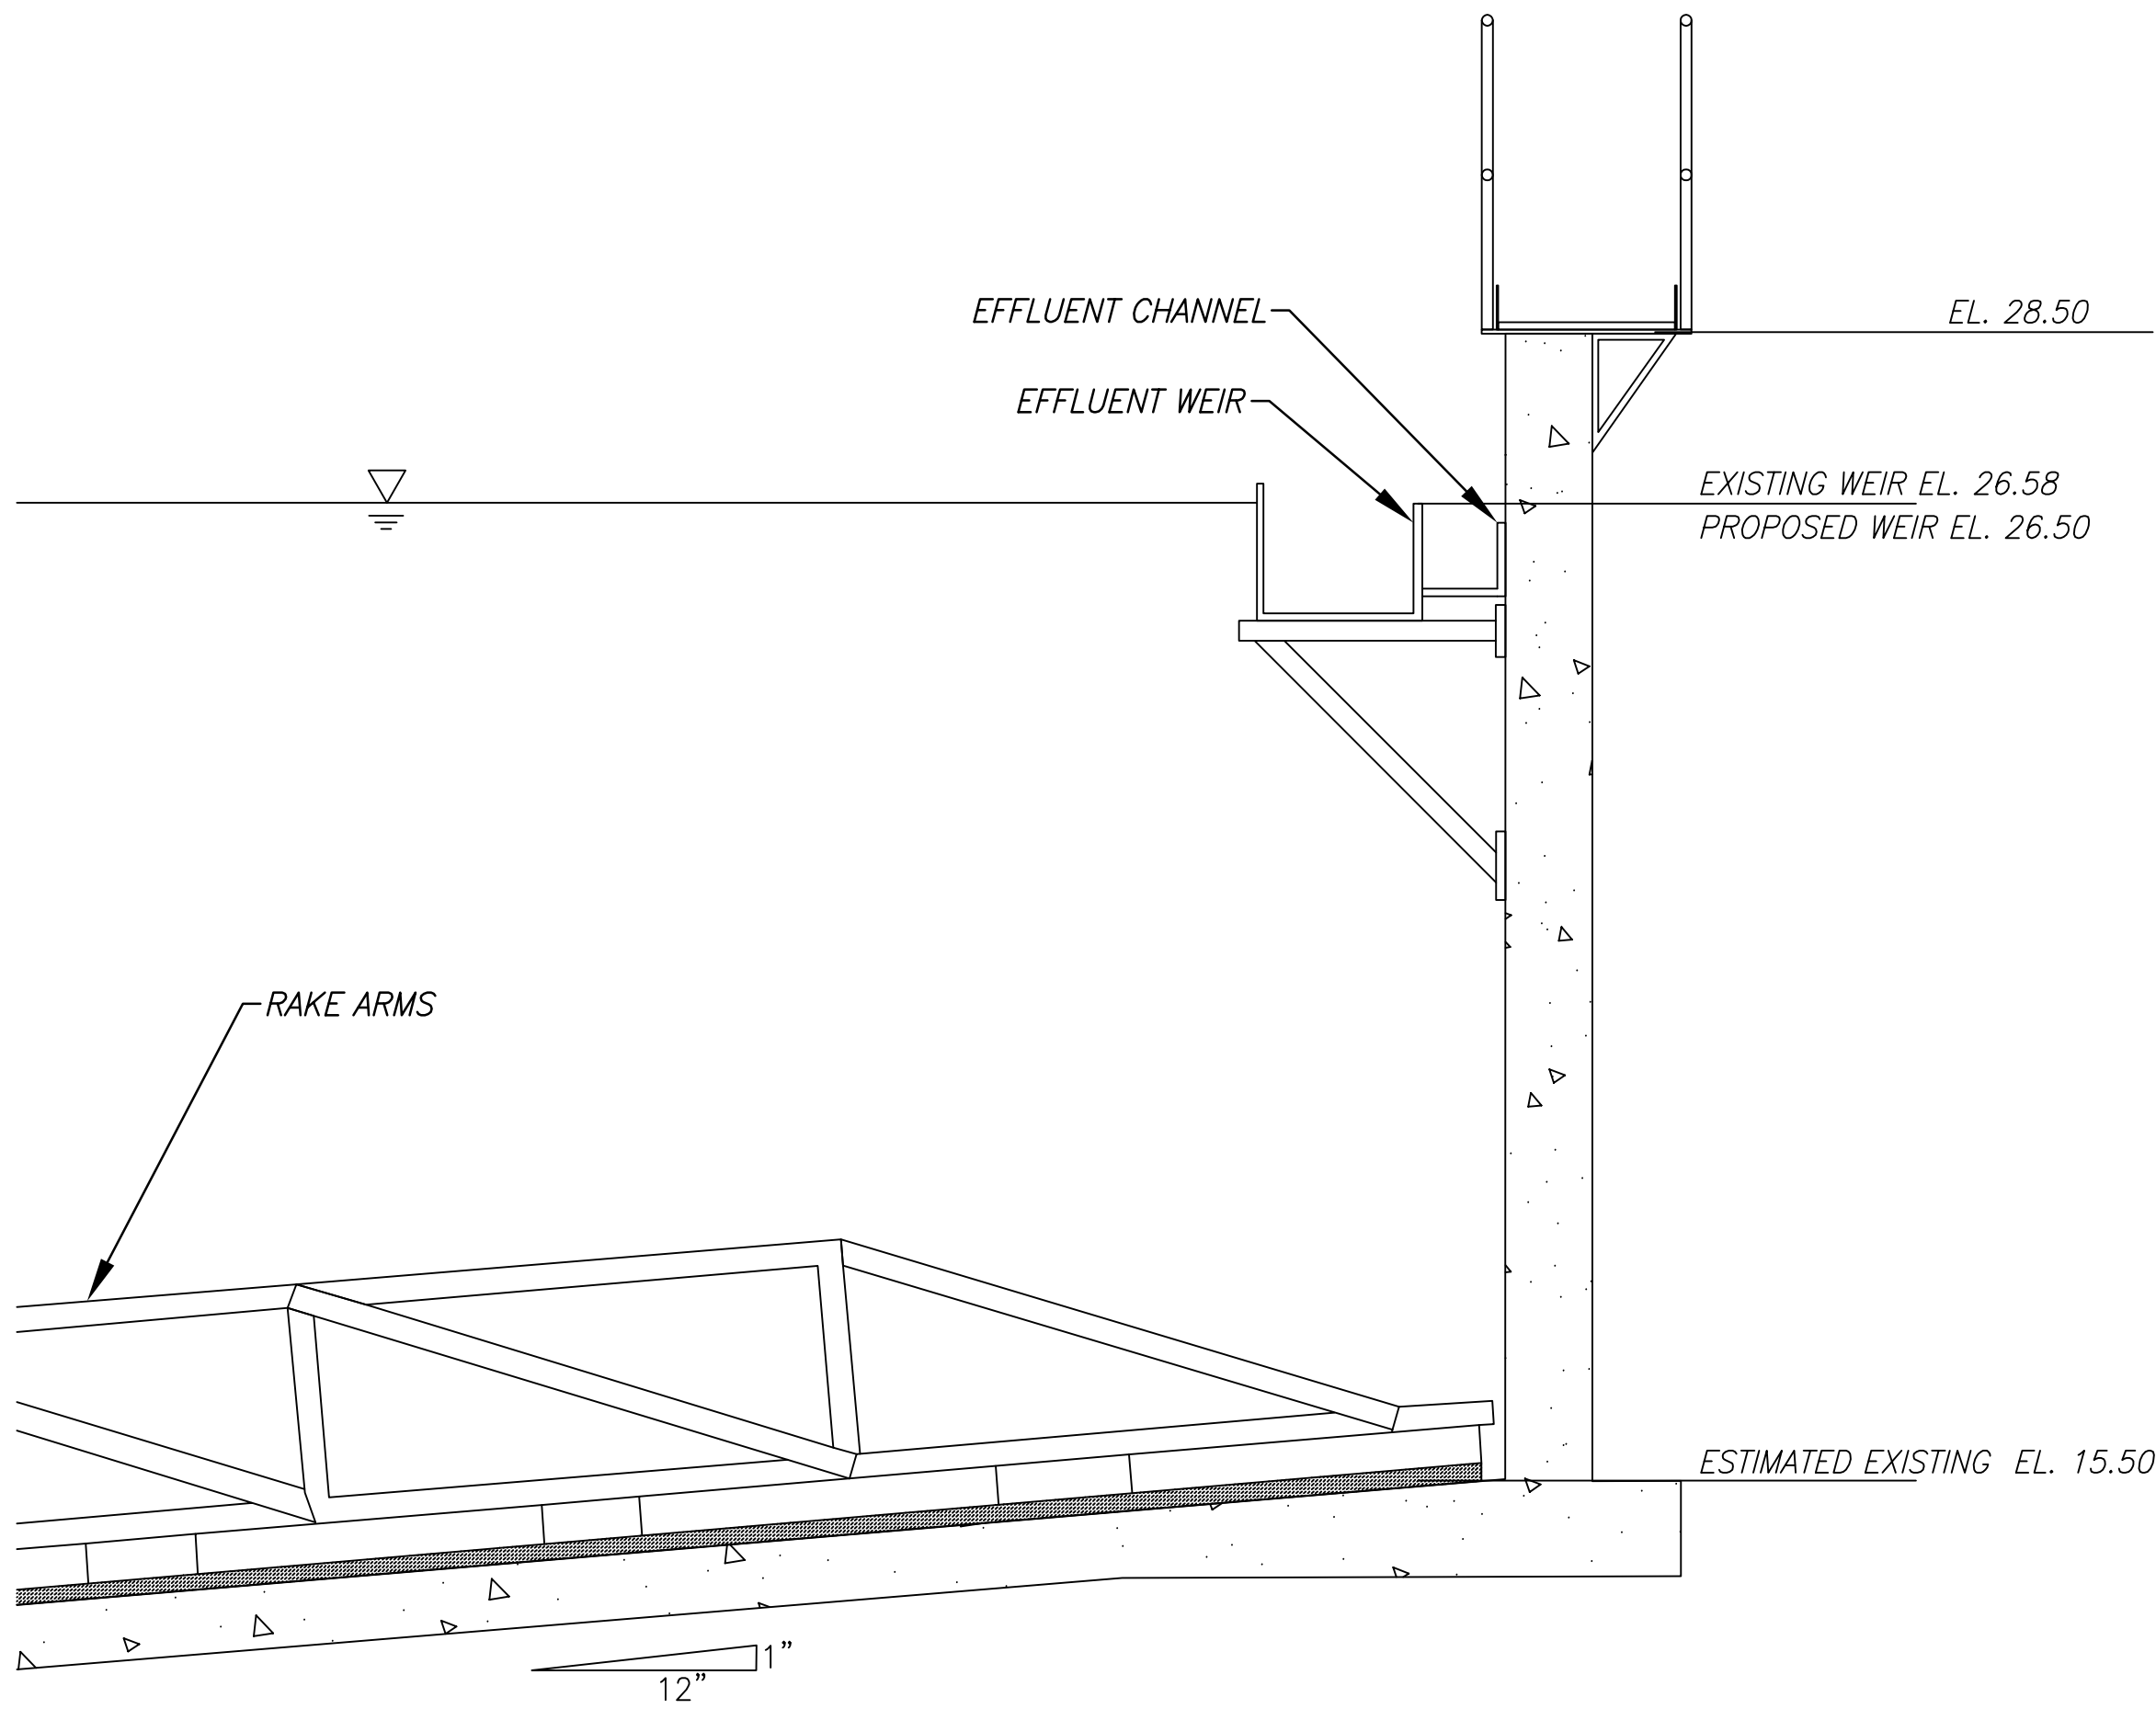 EFFLUENT CHANNEL
EL. 28.50
EFFLUENT WEIR
EXISTING WEIR EL. 26.58
PROPOSED WEIR EL. 26.50
RAKE ARMS
ESTIMATED EXISTING EL. 15.50
1”
12”